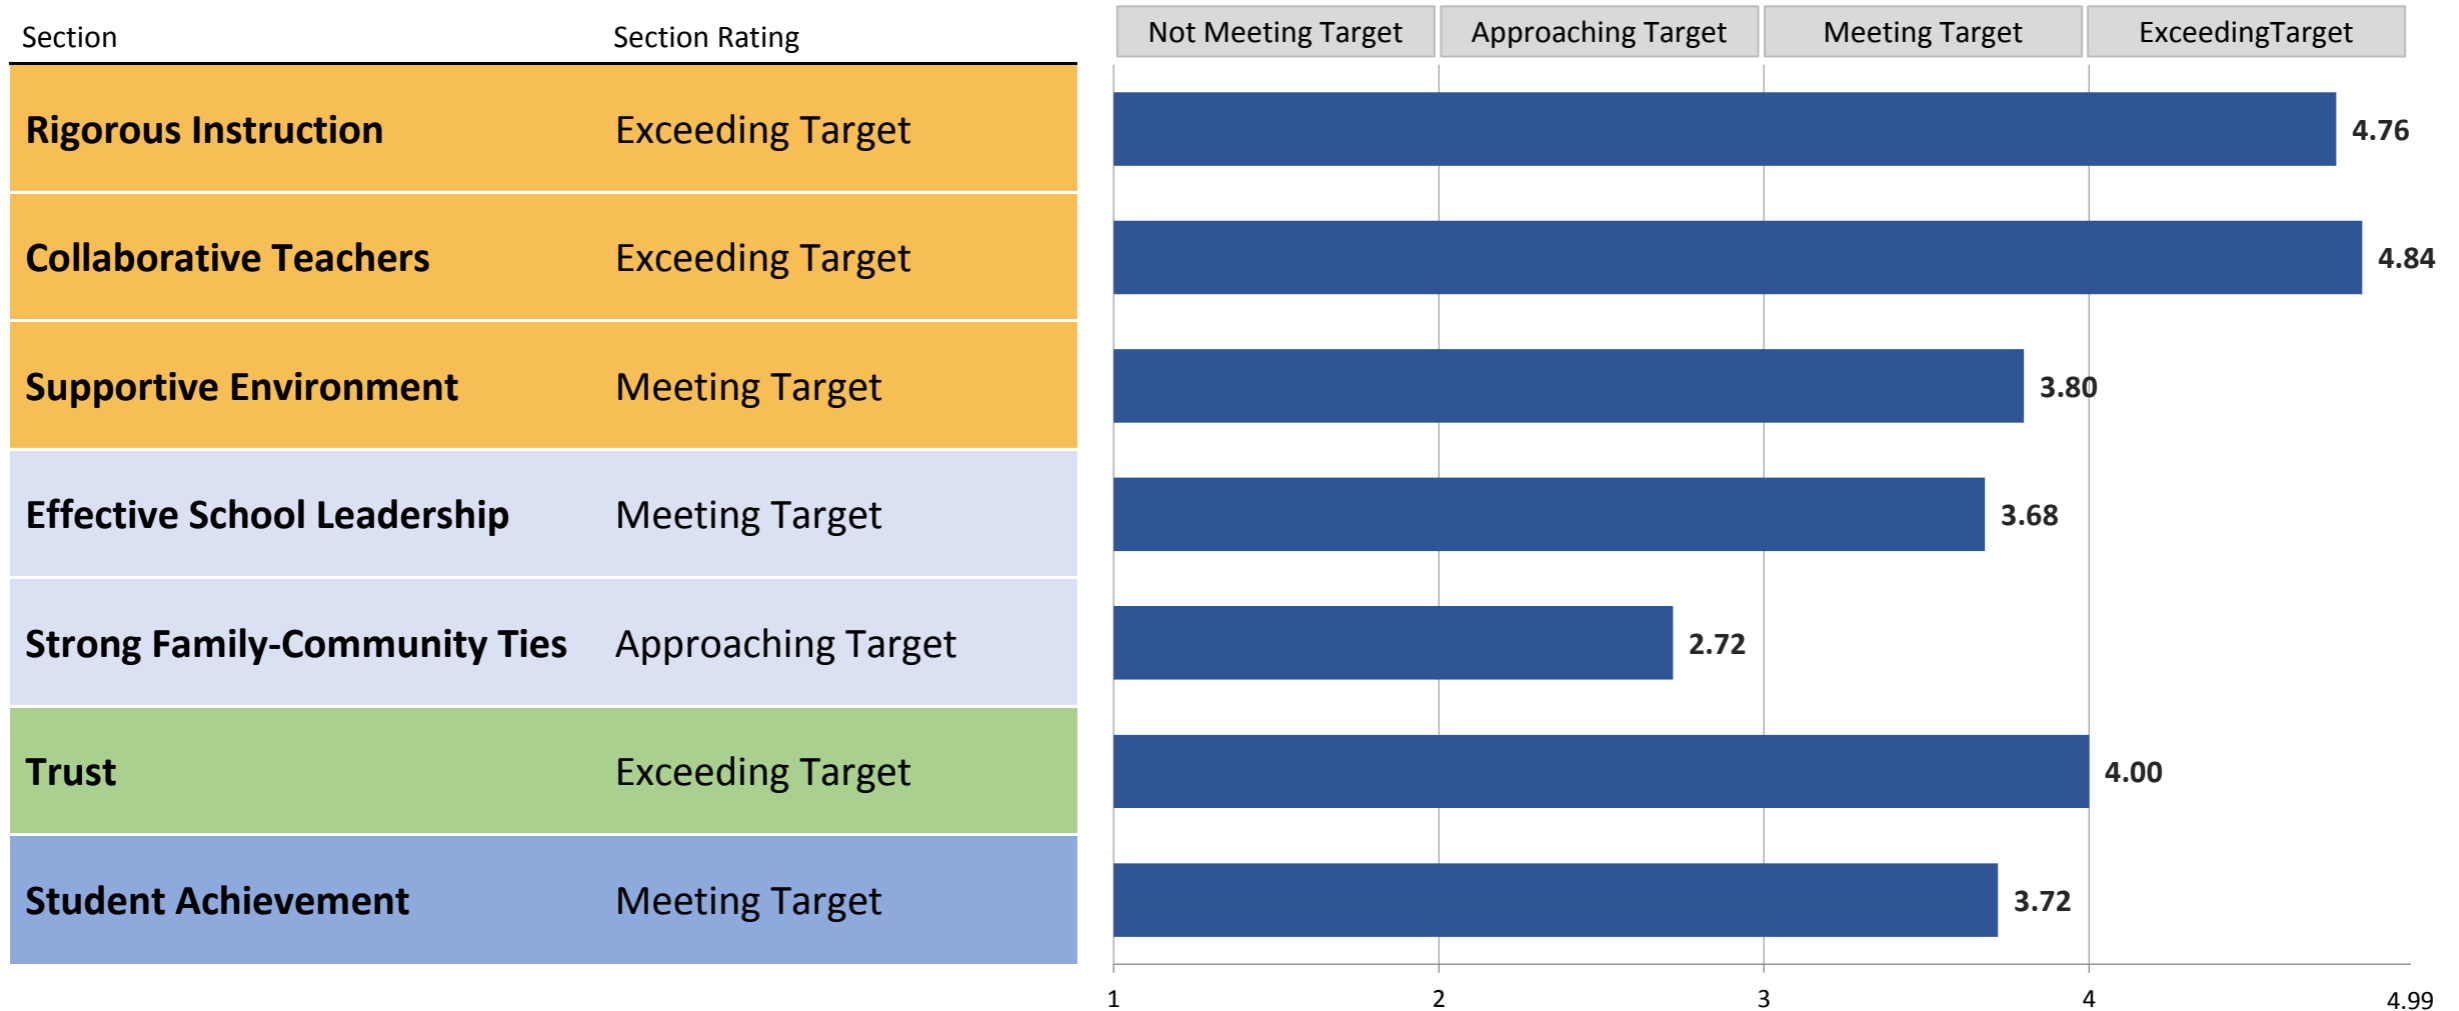 Section Section Rating Not Meeting Target Approaching Target Meeting Target ExceedingTarget
Rigorous Instruction Exceeding Target 4.76
Collaborative Teachers Exceeding Target 4.84
Supportive Environment Meeting Target 3.80
Effective School Leadership Meeting Target 3.68
Strong Family-Community Ties Approaching Target 2.72
Trust Exceeding Target 4.00
Student Achievement Meeting Target 3.72
1 2 3 4 4.99